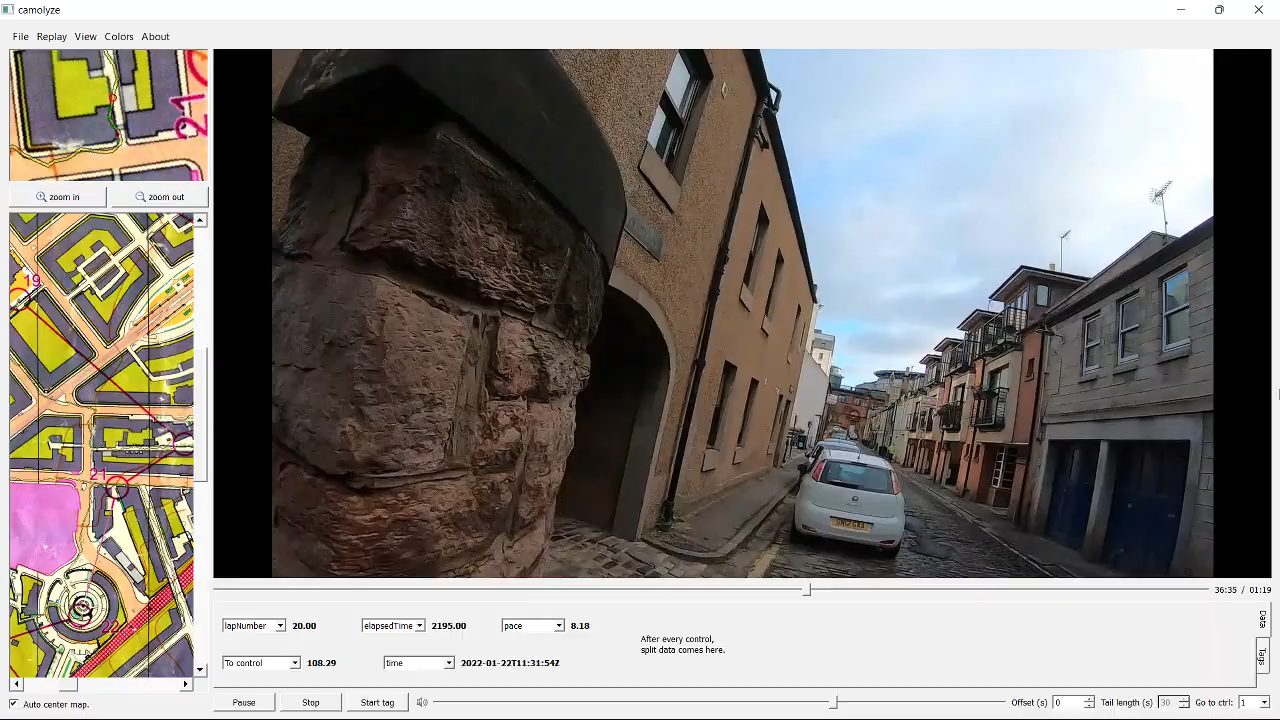 camolyze
File Replay View Colors About
21
zoom in zoom out
19
21
22
36:35 / 01:19
lapNumber 20.00 elapsedTime 2195.00 pace 8.18
After every control,
split data comes here.
To control 108.29 time 2022-01-22T11:31:54Z
Data
Tags
Auto center map. Pause Stop Start tag Offset (s) 0 Tail length (s) 30 Go to ctrl: 1